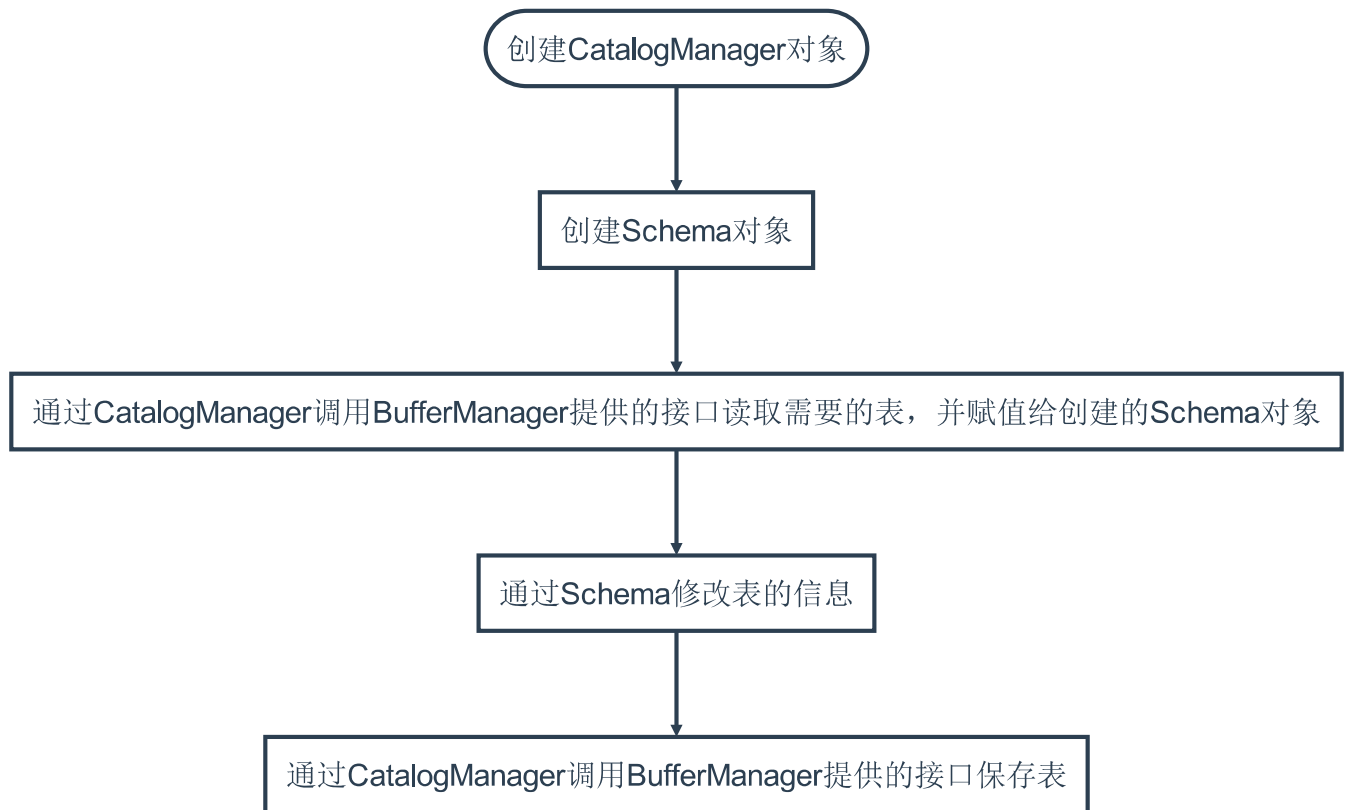 创建CatalogManager对象
创建Schema对象
通过CatalogManager调用BufferManager提供的接口读取需要的表，并赋值给创建的Schema对象
通过Schema修改表的信息
通过CatalogManager调用BufferManager提供的接口保存表